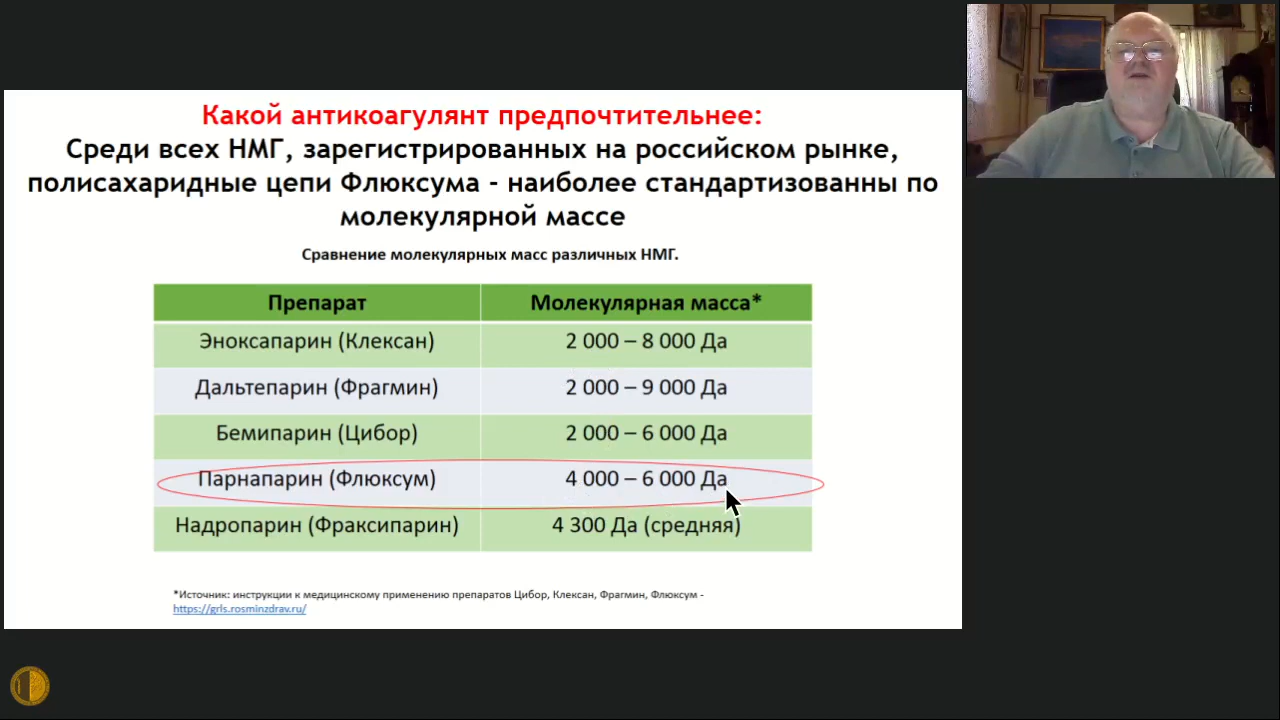 Какой антикоагулянт предпочтительнее:
Среди всех НМГ, зарегистрированных на российском рынке,
полисахаридные цепи Флюксума - наиболее стандартизованны по
молекулярной массе
Сравнение молекулярных масс различных НМГ.
Препарат Молекулярная масса*
Эноксапарин (Клексан) 2 000 – 8 000 Да
Дальтепарин (Фрагмин) 2 000 – 9 000 Да
Бемипарин (Цибор) 2 000 – 6 000 Да
Парнапарин (Флюксум) 4 000 – 6 000 Да
Надропарин (Фраксипарин) 4 300 Да (средняя)
*Источник: инструкции к медицинскому применению препаратов Цибор, Клексан, Фрагмин, Флюксум -
https://grls.rosminzdrav.ru/